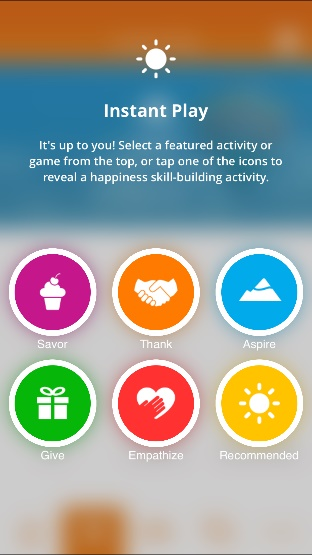 Instant Play
It's up to you! Select a featured activity or
game from the top, or tap one of the icons to
reveal a happiness skill-building activity.
Savor
Thank
Aspire
Give
Empathize
Recommended